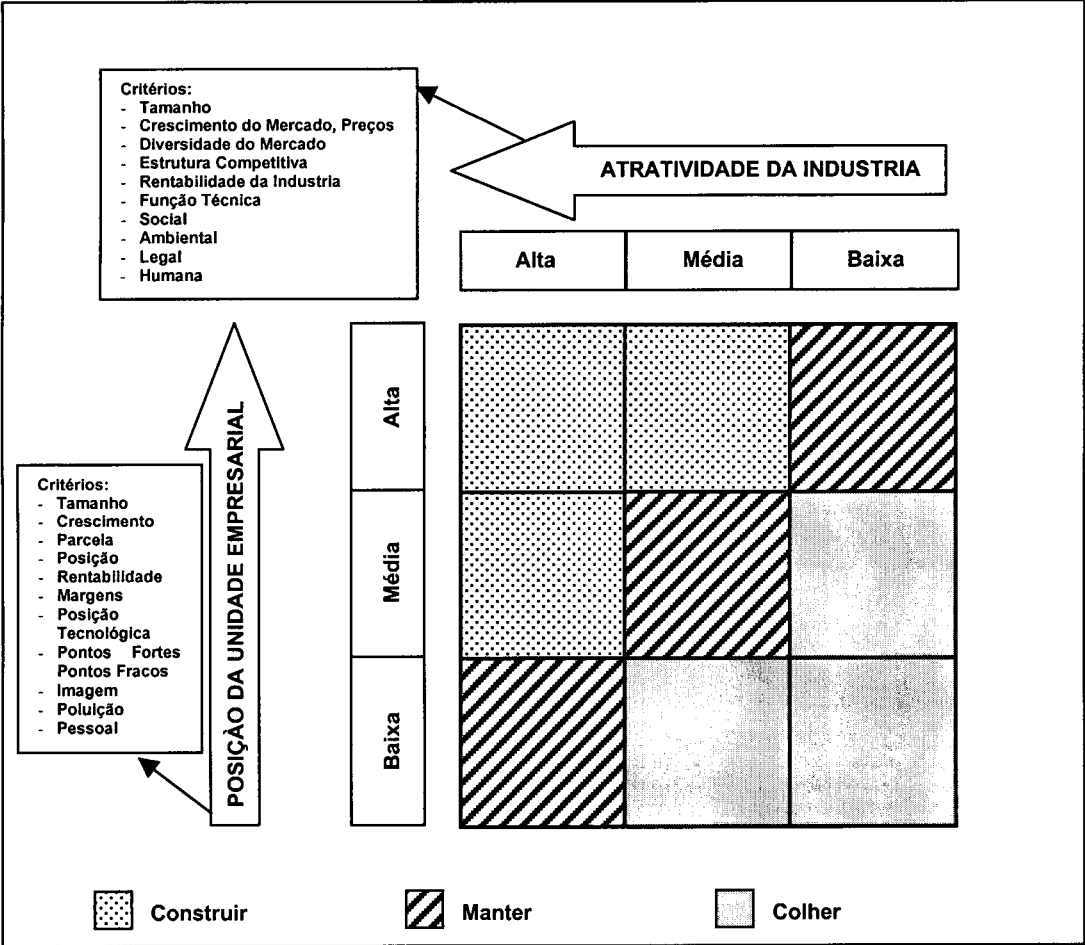 Critérios:
- Tamanho
- Crescimento do Mercado, Preços
- Diversidade do Mercado
- Estrutura Competitiva
- Rentabilidade da Industria
- Função Técnica
- Social
- Ambiental
- Legal
- Humana
ATRATIVIDADE DA INDUSTRIA
Alta Média Baixa
POSIÇÀO DA UNIDADE EMPRESARIAL
Alta
Média
Baixa
Critérios:
- Tamanho
- Crescimento
- Parcela
- Posição
- Rentabilidade
- Margens
- Posição
Tecnológica
- Pontos Fortes
Pontos Fracos
- Imagem
- Poluição
- Pessoal
Construir Manter Colher